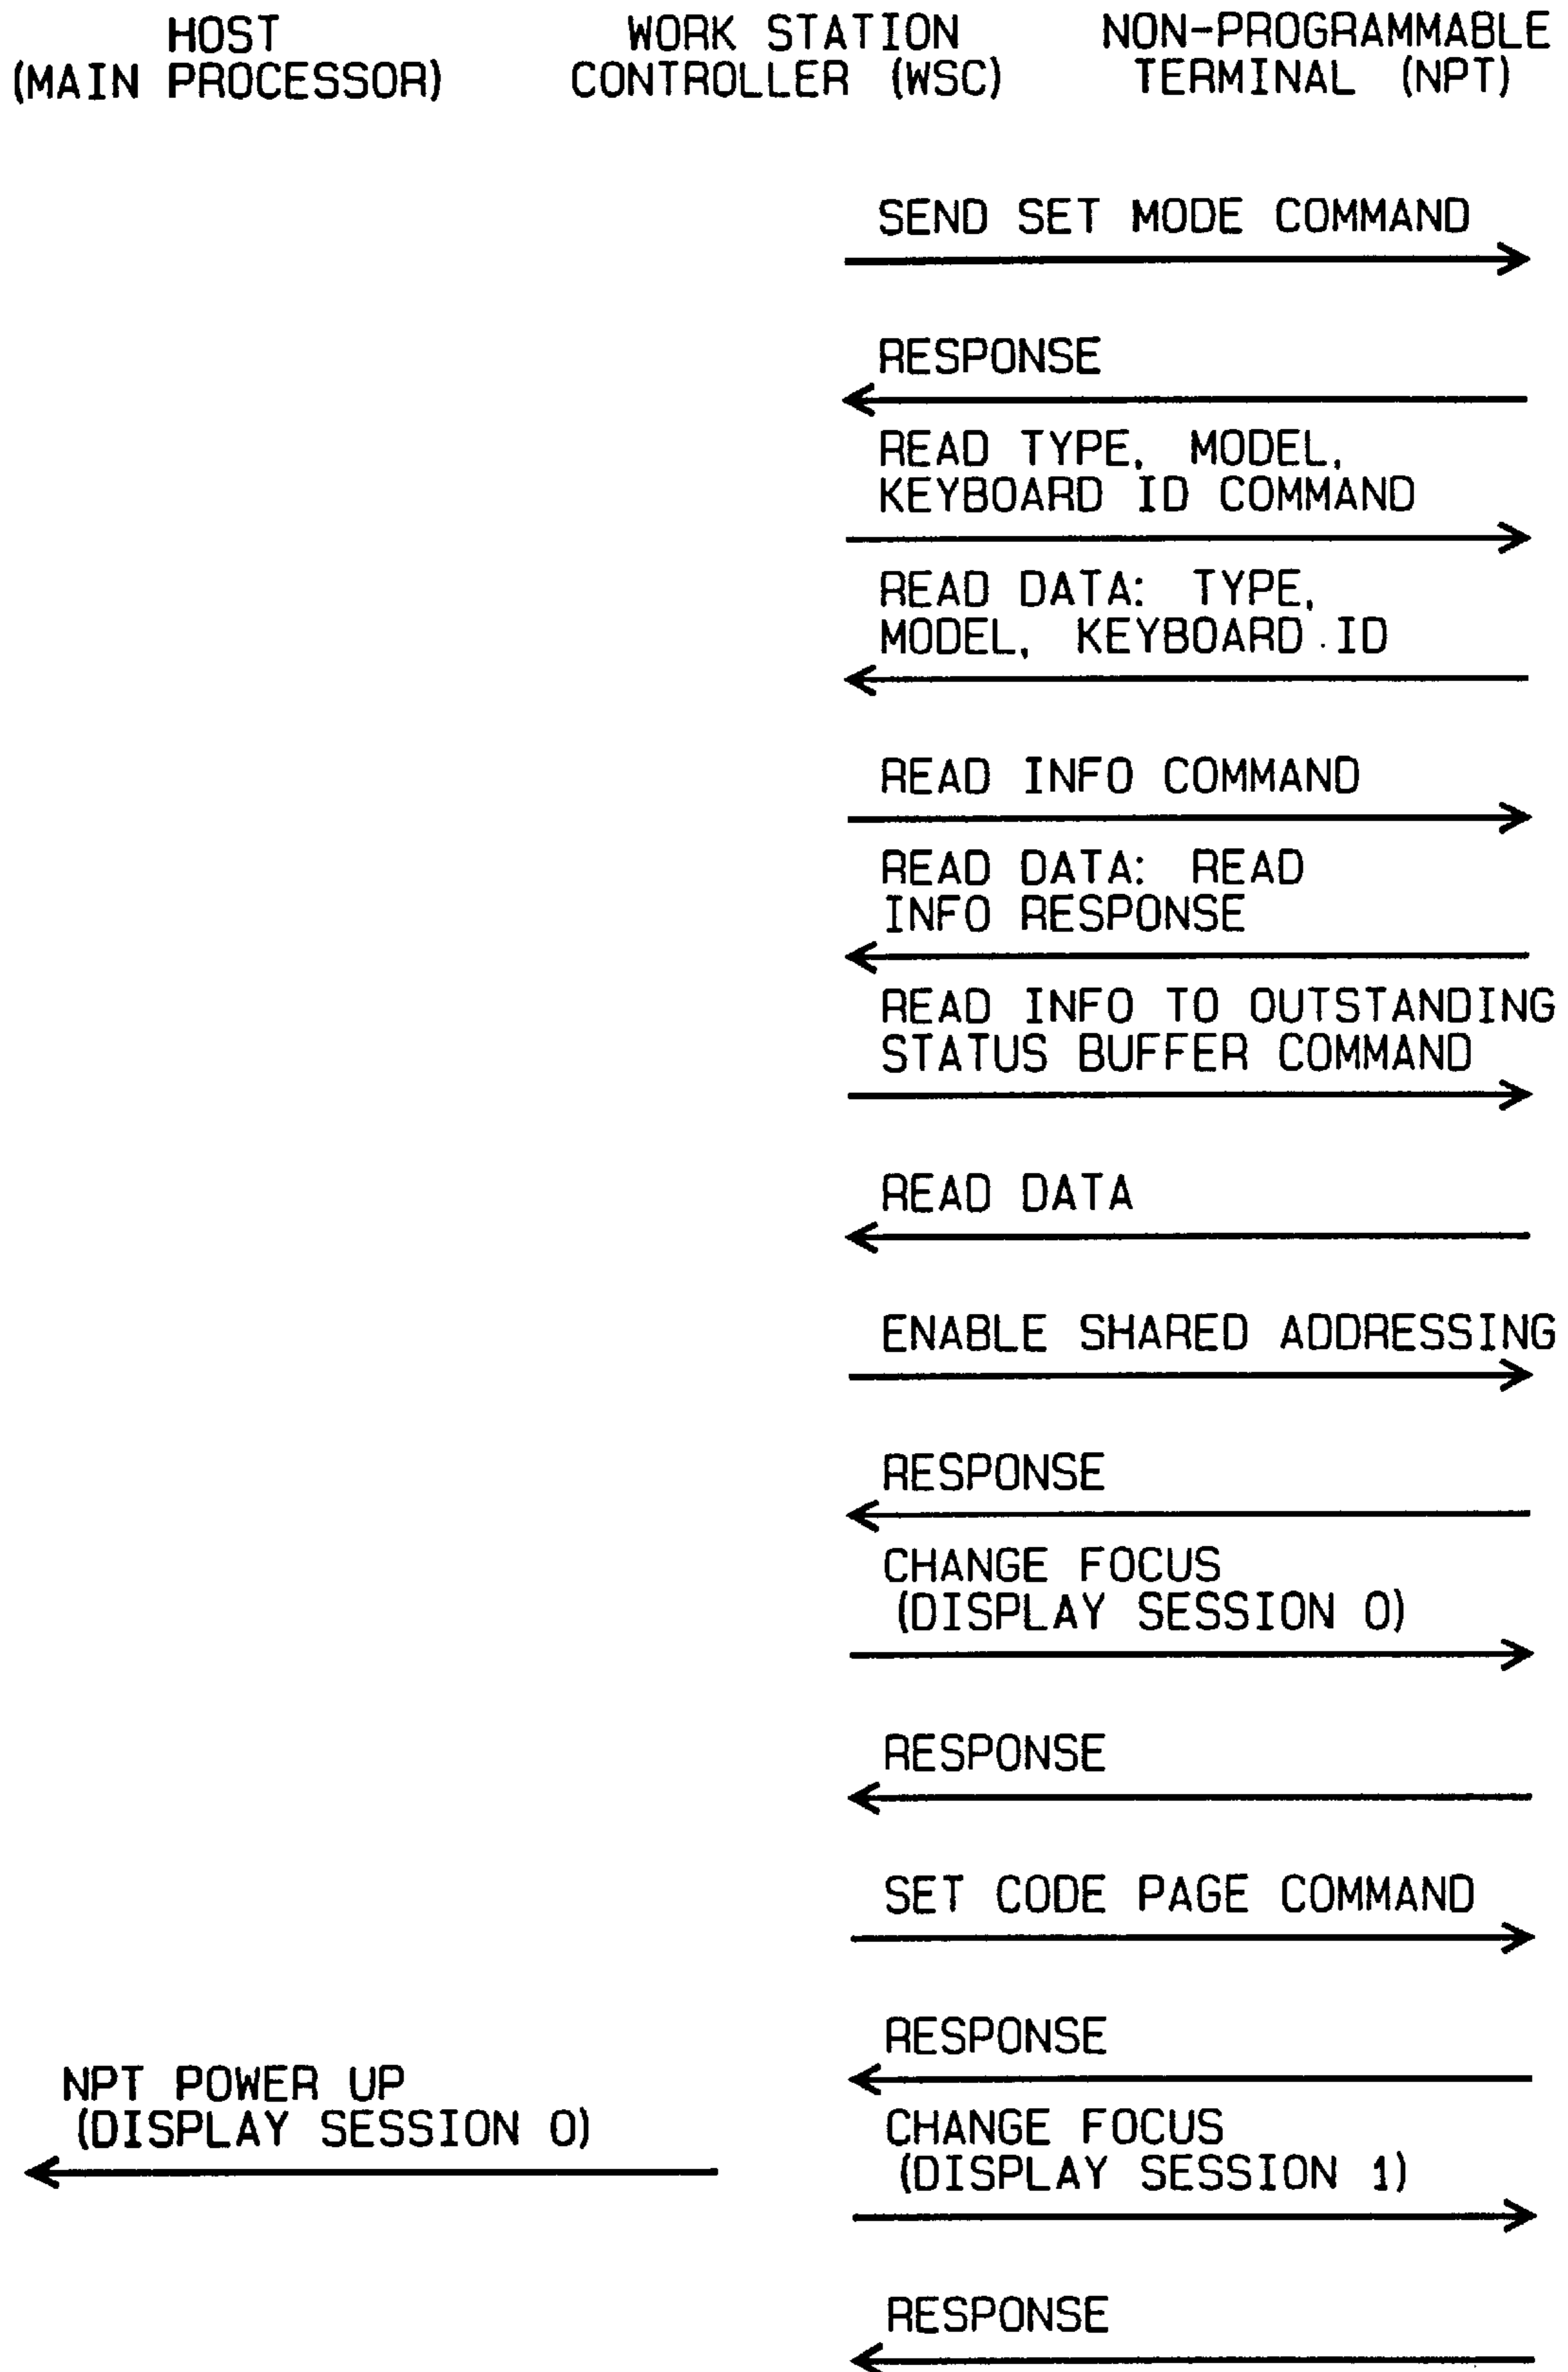 HOST
(MAIN PROCESSOR)
WORK STATION
CONTROLLER (WSC)
NON-PROGRAMMABLE
TERMINAL (NPT)
SEND SET MODE COMMAND
RESPONSE
READ TYPE, MODEL,
KEYBOARD ID COMMAND
READ DATA: TYPE,
MODEL, KEYBOARD ID
READ INFO COMMAND
READ DATA: READ
INFO RESPONSE
READ INFO TO OUTSTANDING
STATUS BUFFER COMMAND
READ DATA
ENABLE SHARED ADDRESSING
RESPONSE
CHANGE FOCUS
(DISPLAY SESSION 0)
RESPONSE
SET CODE PAGE COMMAND
RESPONSE
NPT POWER UP
(DISPLAY SESSION 0)
CHANGE FOCUS
(DISPLAY SESSION 1)
RESPONSE